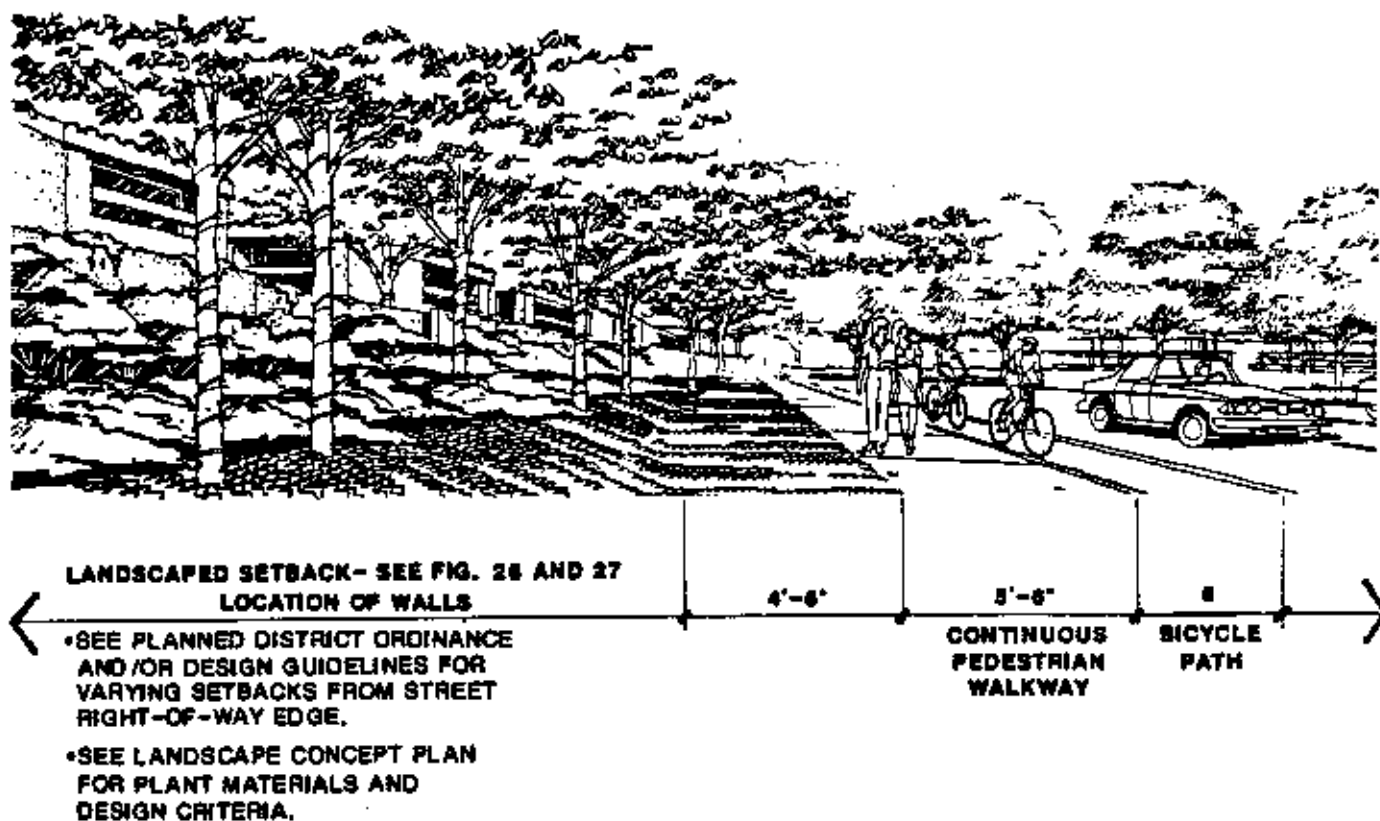 LANDSCAPED SETBACK- SEE FIG. 26 AND 27
LOCATION OF WALLS
•SEE PLANNED DISTRICT ORDINANCE
AND/OR DESIGN GUIDELINES FOR
VARYING SETBACKS FROM STREET
RIGHT-OF-WAY EDGE.
•SEE LANDSCAPE CONCEPT PLAN
FOR PLANT MATERIALS AND
DESIGN CRITERIA.
4'-6"
5'-6"
CONTINUOUS
PEDESTRIAN
WALKWAY
BICYCLE
PATH